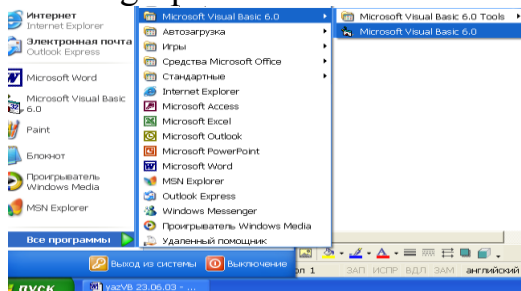 Интернет
Internet Explorer
Электронная почта
Outlook Express
Microsoft Word
Microsoft Visual Basic
6.0
Paint
Блокнот
Проигрыватель
Windows Media
MSN Explorer
Все программы
Microsoft Visual Basic 6.0
Автозагрузка
Игры
Средства Microsoft Office
Стандартные
Internet Explorer
Microsoft Access
Microsoft Excel
Microsoft Outlook
Microsoft PowerPoint
Microsoft Word
MSN Explorer
Outlook Express
Windows Messenger
Проигрыватель Windows Media
Удаленный помощник
Microsoft Visual Basic 6.0 Tools
Microsoft Visual Basic 6.0
Выход из системы
Выключение
1
ЗАП ИСПР ВДЛ ЗАМ английский
пуск
yazVB 23.06.03 - ...